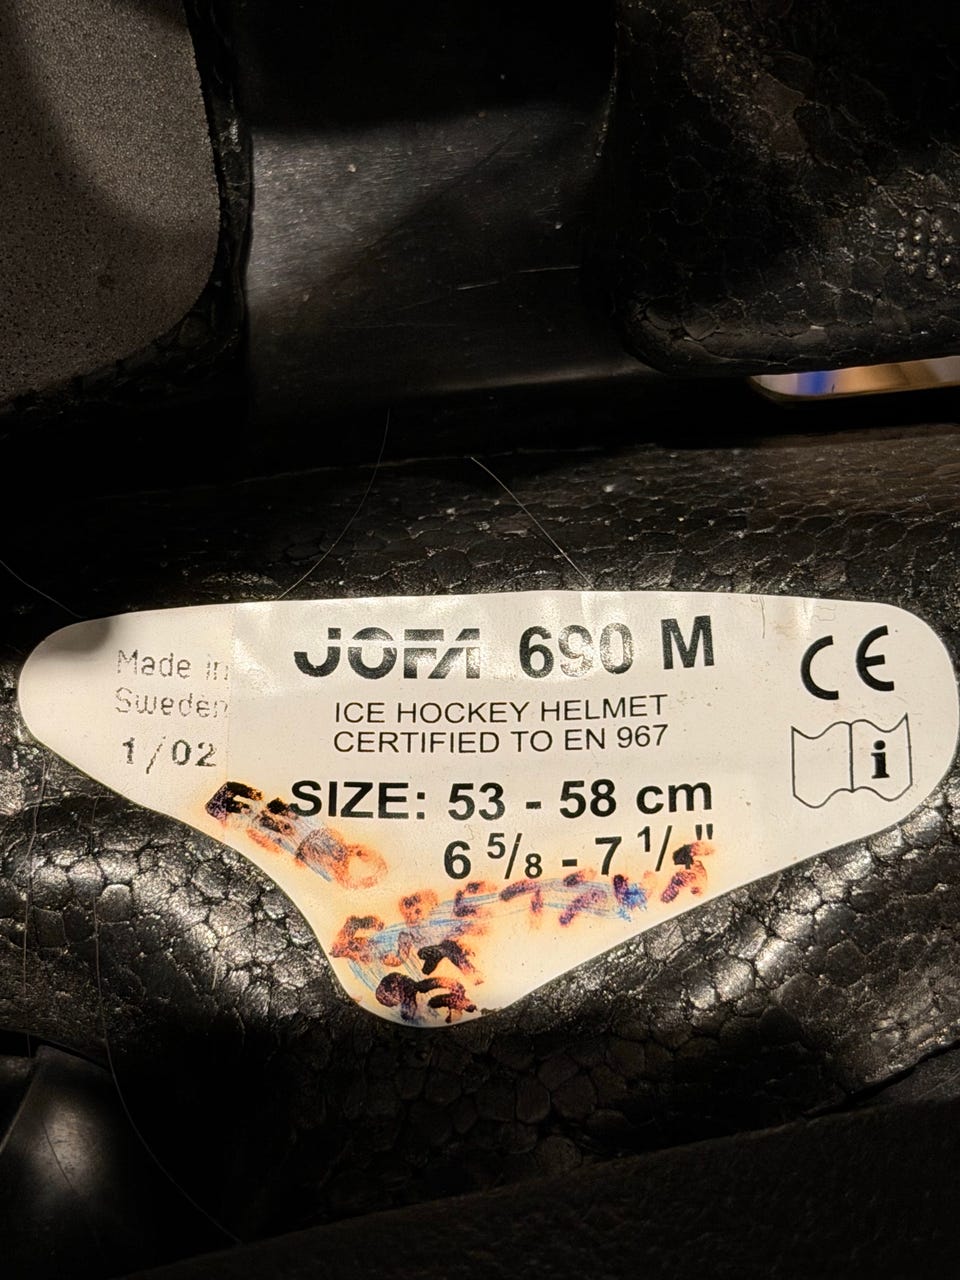 Made in
Sweden
1/02
JOFA 690 M
ICE HOCKEY HELMET
CERTIFIED TO EN 967
SIZE: 53 - 58 cm
6 5/8 - 7 1/4"
CE
i